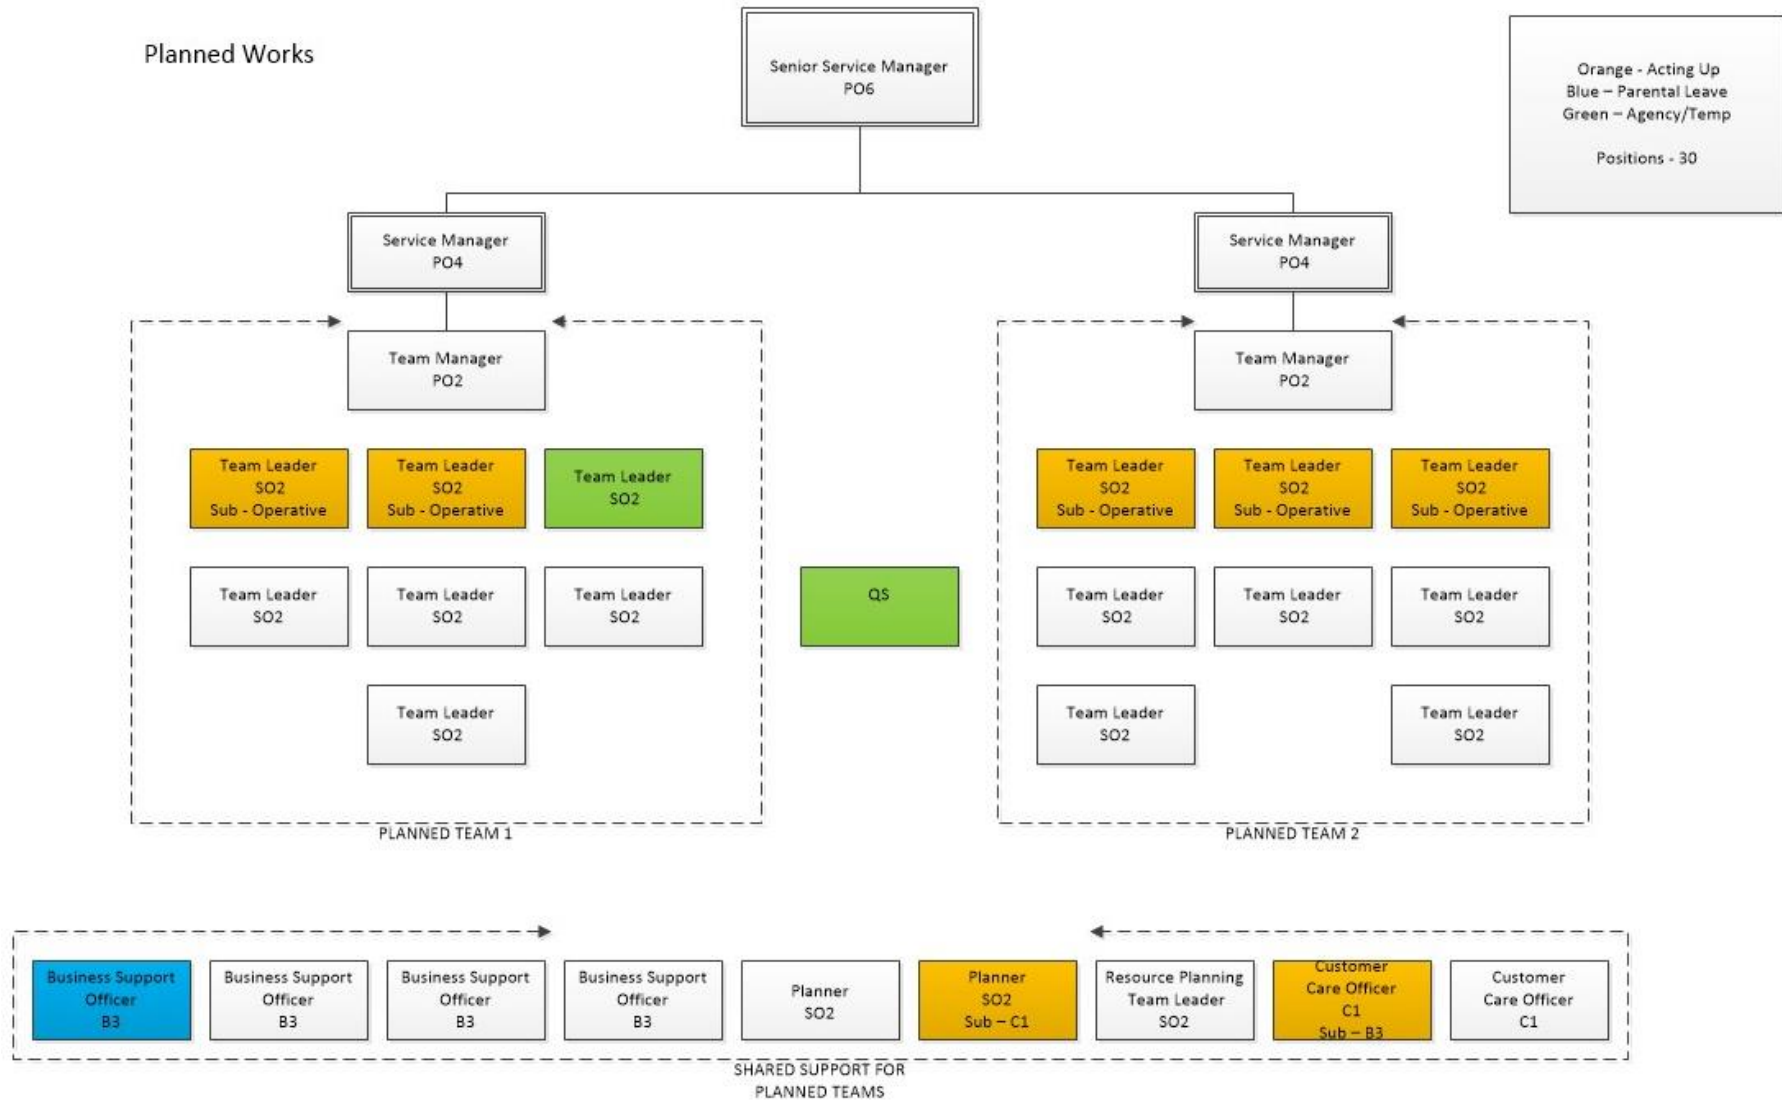 Planned Works
Senior Service Manager
PO6
Orange - Acting Up
Blue – Parental Leave
Green – Agency/Temp
Positions - 30
Service Manager
PO4
Service Manager
PO4
Team Manager
PO2
Team Leader
SO2
Sub - Operative
Team Leader
SO2
Sub - Operative
Team Leader
SO2
Team Leader
SO2
Team Leader
SO2
Team Leader
SO2
Team Leader
SO2
PLANNED TEAM 1
QS
Team Manager
PO2
Team Leader
SO2
Sub - Operative
Team Leader
SO2
Sub - Operative
Team Leader
SO2
Sub - Operative
Team Leader
SO2
Team Leader
SO2
Team Leader
SO2
Team Leader
SO2
Team Leader
SO2
PLANNED TEAM 2
Business Support
Officer
B3
Business Support
Officer
B3
Business Support
Officer
B3
Business Support
Officer
B3
Planner
SO2
Planner
SO2
Sub – C1
Resource Planning
Team Leader
SO2
Customer
Care Officer
C1
Sub – B3
Customer
Care Officer
C1
SHARED SUPPORT FOR
PLANNED TEAMS